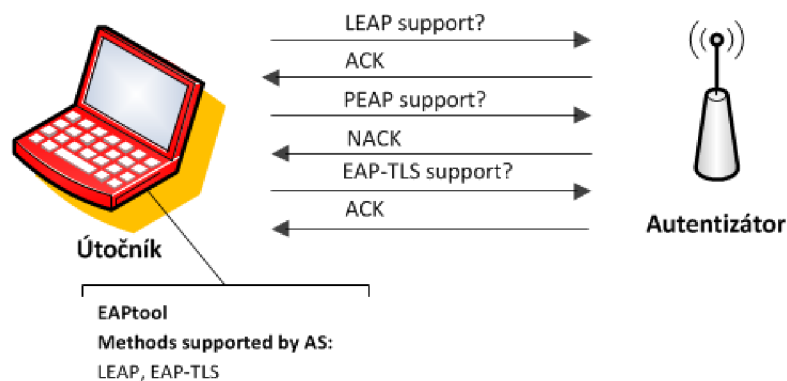 LEAP support?
ACK
PEAP support?
NACK
EAP-TLS support?
ACK
Útočník
Autentizátor
EAPtool
Methods supported by AS:
LEAP, EAP-TLS